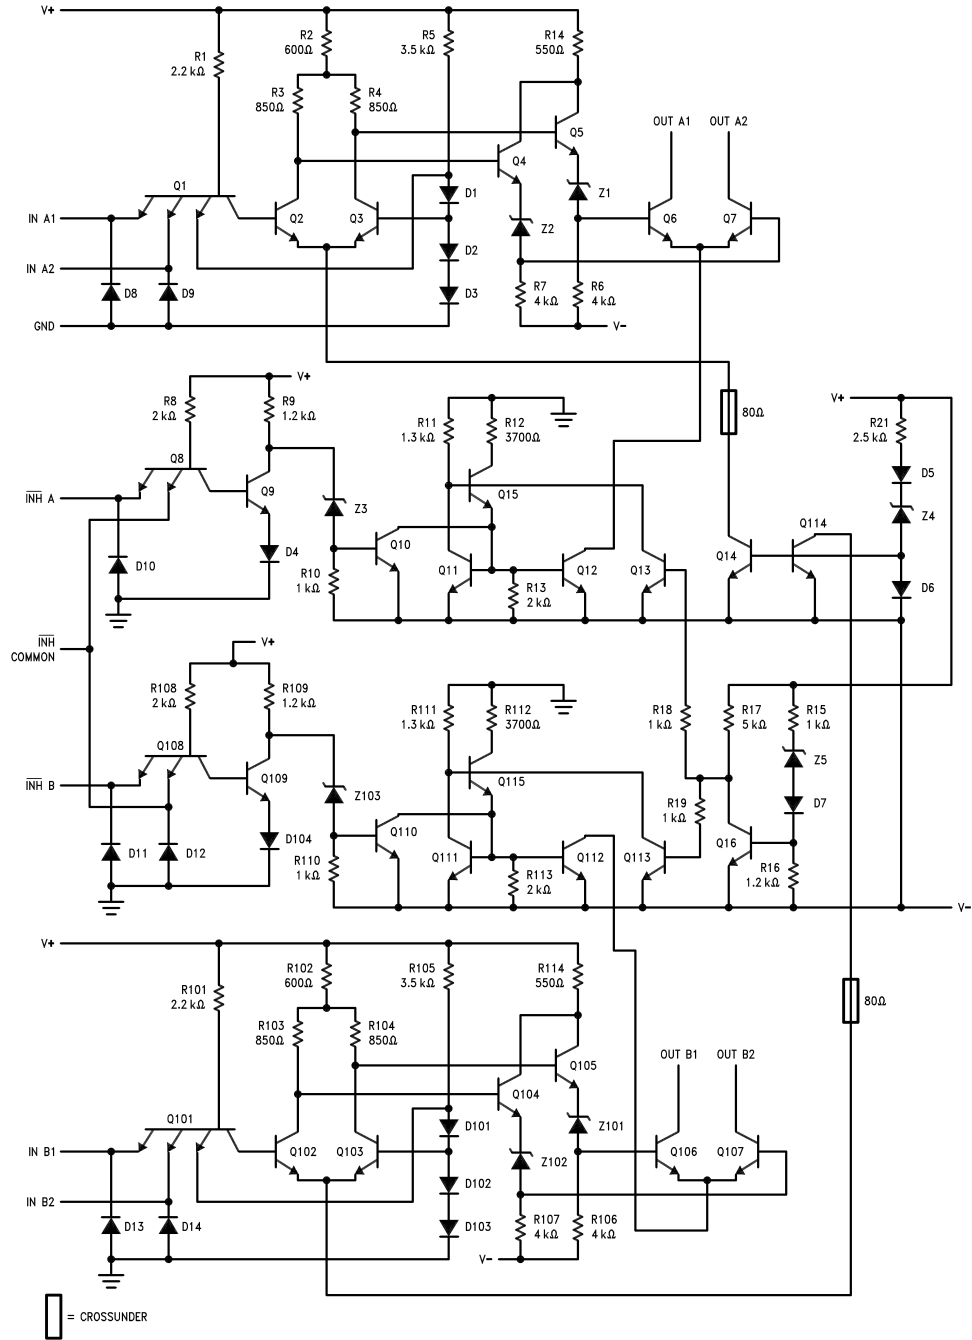 V+
R1
2.2 kΩ
R2
600Ω
R5
3.5 kΩ
R14
550Ω
R3
850Ω
R4
850Ω
OUT A1
OUT A2
Q5
Q4
Q1
D1
Z1
IN A1
Q2
Q3
Q6
Q7
Z2
D2
IN A2
D8
D9
D3
R7
4 kΩ
R6
4 kΩ
GND
V−
R8
2 kΩ
V+
R9
1.2 kΩ
R11
1.3 kΩ
R12
3700Ω
80Ω
V+
R21
2.5 kΩ
Q8
D5
INH A
Q9
Q15
Z3
Z4
Q114
D4
Q10
D10
R10
1 kΩ
Q11
R13
2 kΩ
Q12
Q13
Q14
D6
INH
COMMON
V+
R108
2 kΩ
R109
1.2 kΩ
R111
1.3 kΩ
R112
3700Ω
R18
1 kΩ
R17
5 kΩ
R15
1 kΩ
Q108
Z5
INH B
Q109
Q115
Z103
R19
1 kΩ
D7
D104
Q110
D11
D12
R110
1 kΩ
Q111
R113
2 kΩ
Q112
Q113
Q16
R16
1.2 kΩ
V−
V+
R101
2.2 kΩ
R102
600Ω
R105
3.5 kΩ
R114
550Ω
80Ω
R103
850Ω
R104
850Ω
OUT B1
OUT B2
Q105
Q104
Q101
D101
Z101
IN B1
Q102
Q103
Q106
Q107
Z102
D102
IN B2
D13
D14
D103
R107
4 kΩ
R106
4 kΩ
V−
= CROSSUNDER